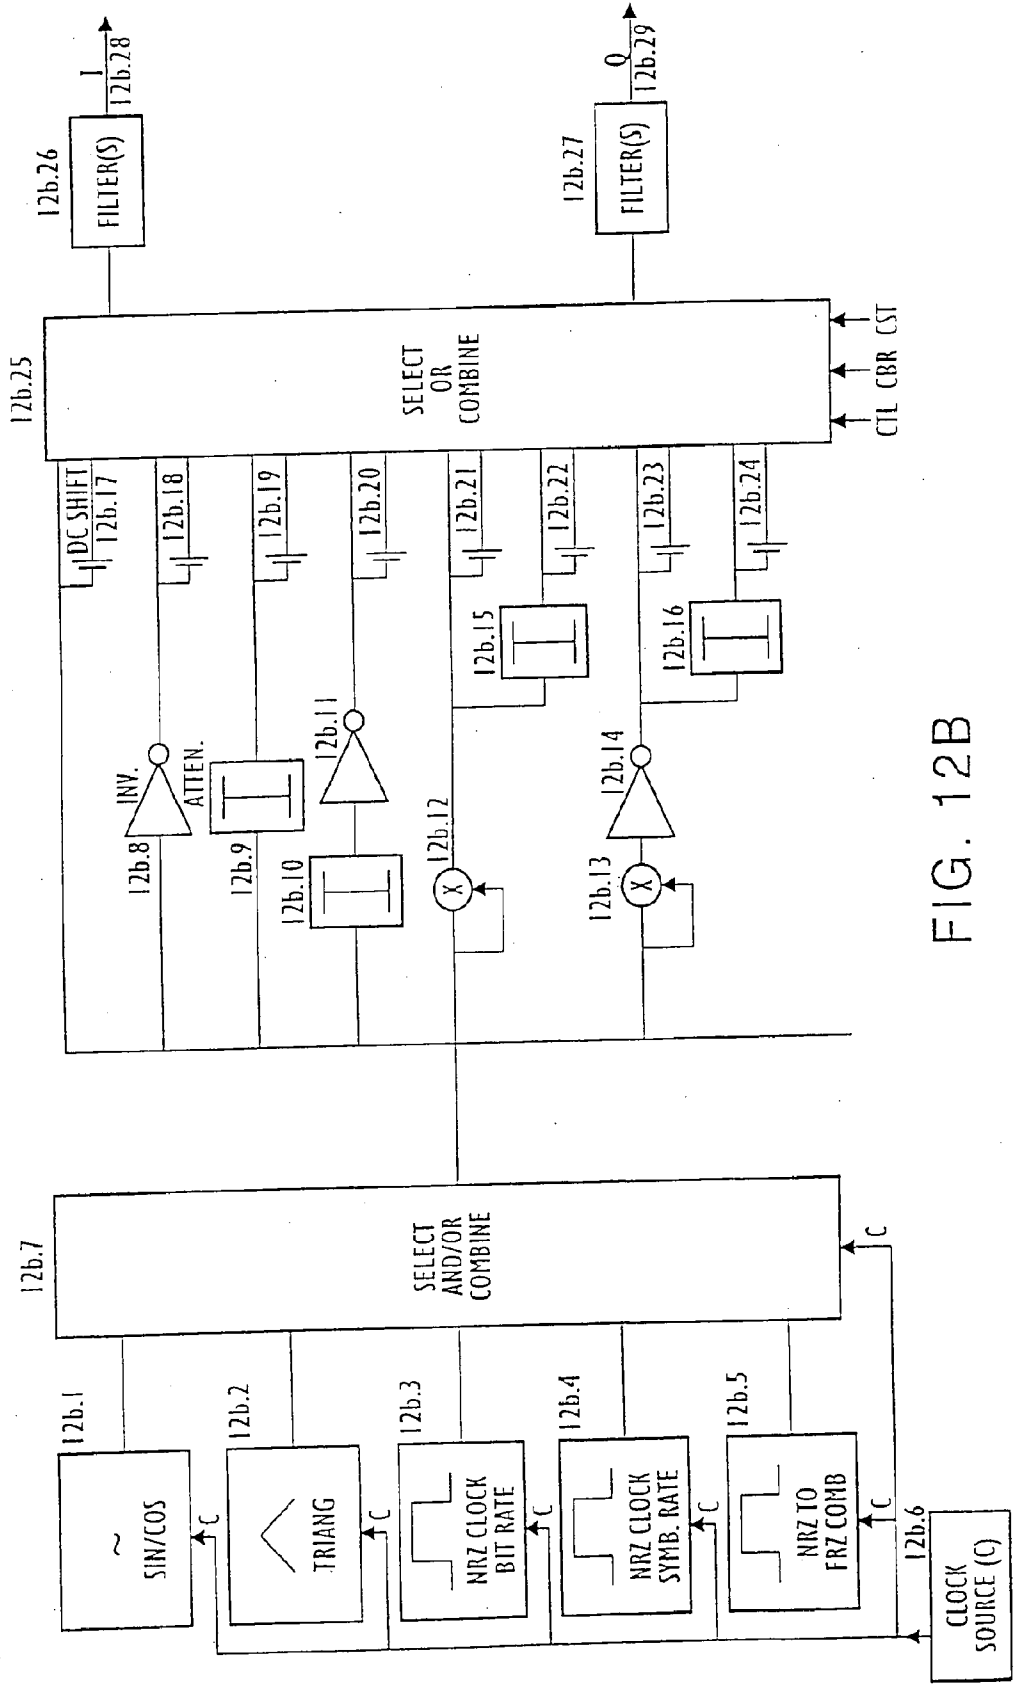 12b.1
~
SIN/COS
C
12b.2
TRIANG
C
12b.3
NRZ CLOCK
BIT RATE
C
12b.4
NRZ CLOCK
SYMB. RATE
C
12b.5
NRZ TO
FRZ COMB
C
12b.6
CLOCK
SOURCE (C)
12b.7
SELECT
AND/OR
COMBINE
C
12b.8
INV.
12b.9
ATTEN.
12b.10
12b.11
12b.12
X
12b.13
X
12b.14
12b.15
12b.16
DC SHIFT
12b.17
12b.18
12b.19
12b.20
12b.21
12b.22
12b.23
12b.24
12b.25
SELECT
OR
COMBINE
CIL CBR CST
12b.26
FILTER(S)
I
12b.28
12b.27
FILTER(S)
Q
12b.29
FIG. 12B